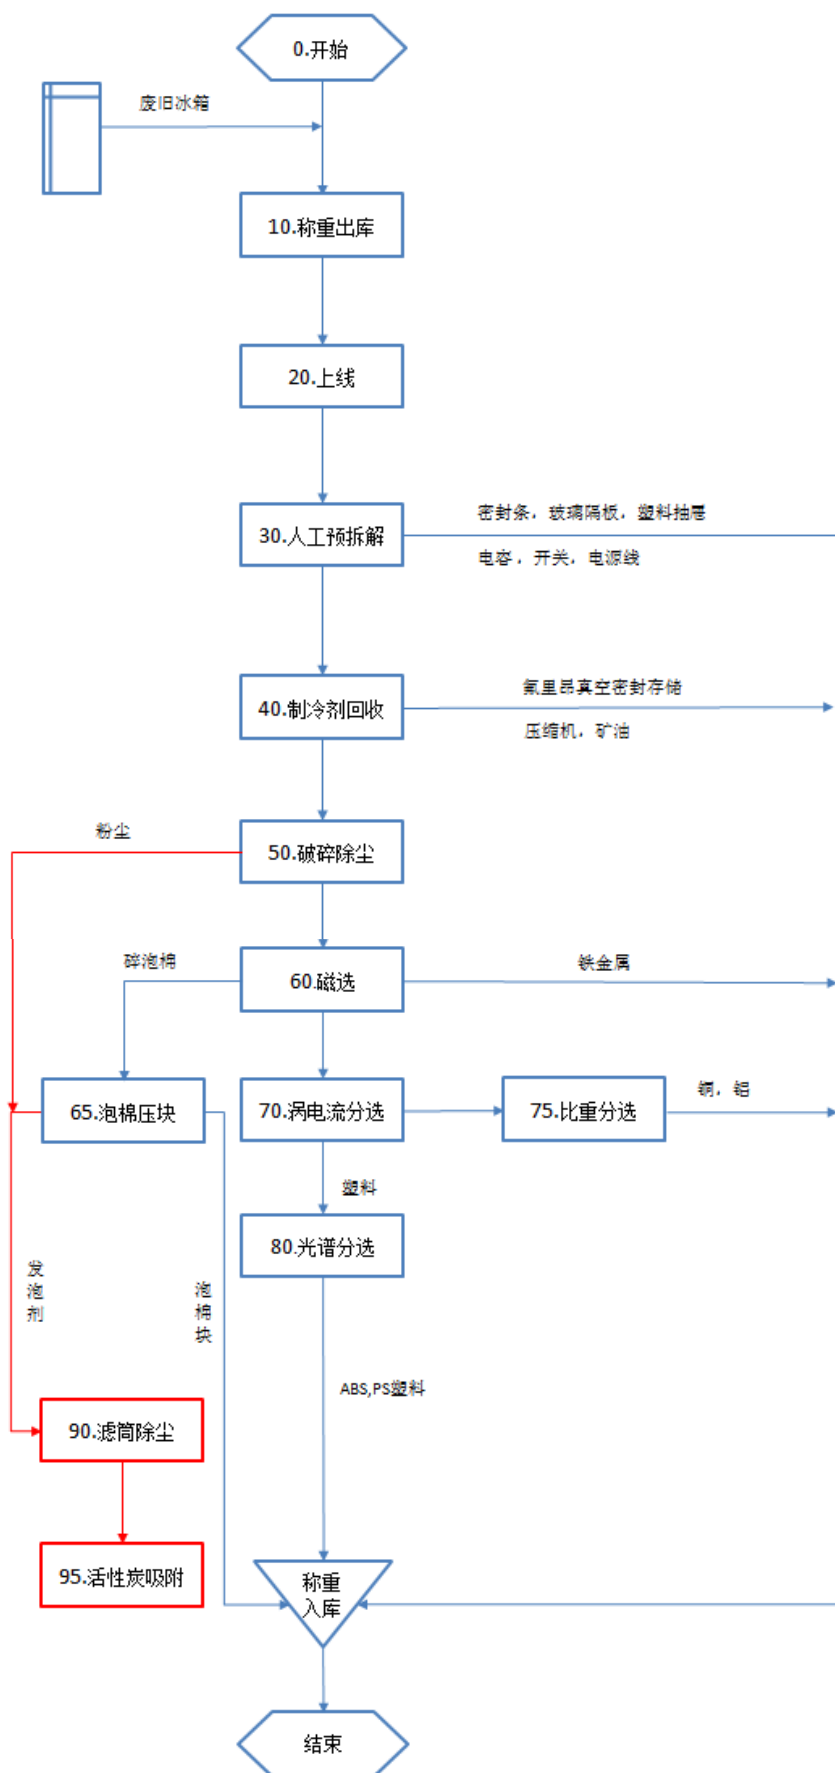 0.开始
废旧冰箱
10.称重出库
20.上线
密封条，玻璃隔板，塑料抽屉
30.人工预拆解
电容，开关，电源线
氟里昂真空密封存储
40.制冷剂回收
压缩机，矿油
粉尘
50.破碎除尘
碎泡棉
铁金属
60.磁选
铜，铝
65.泡棉压块
70.涡电流分选
75.比重分选
塑料
80.光谱分选
发
泡
剂
泡
棉
块
ABS,PS塑料
90.滤筒除尘
95.活性炭吸附
称重
入库
结束